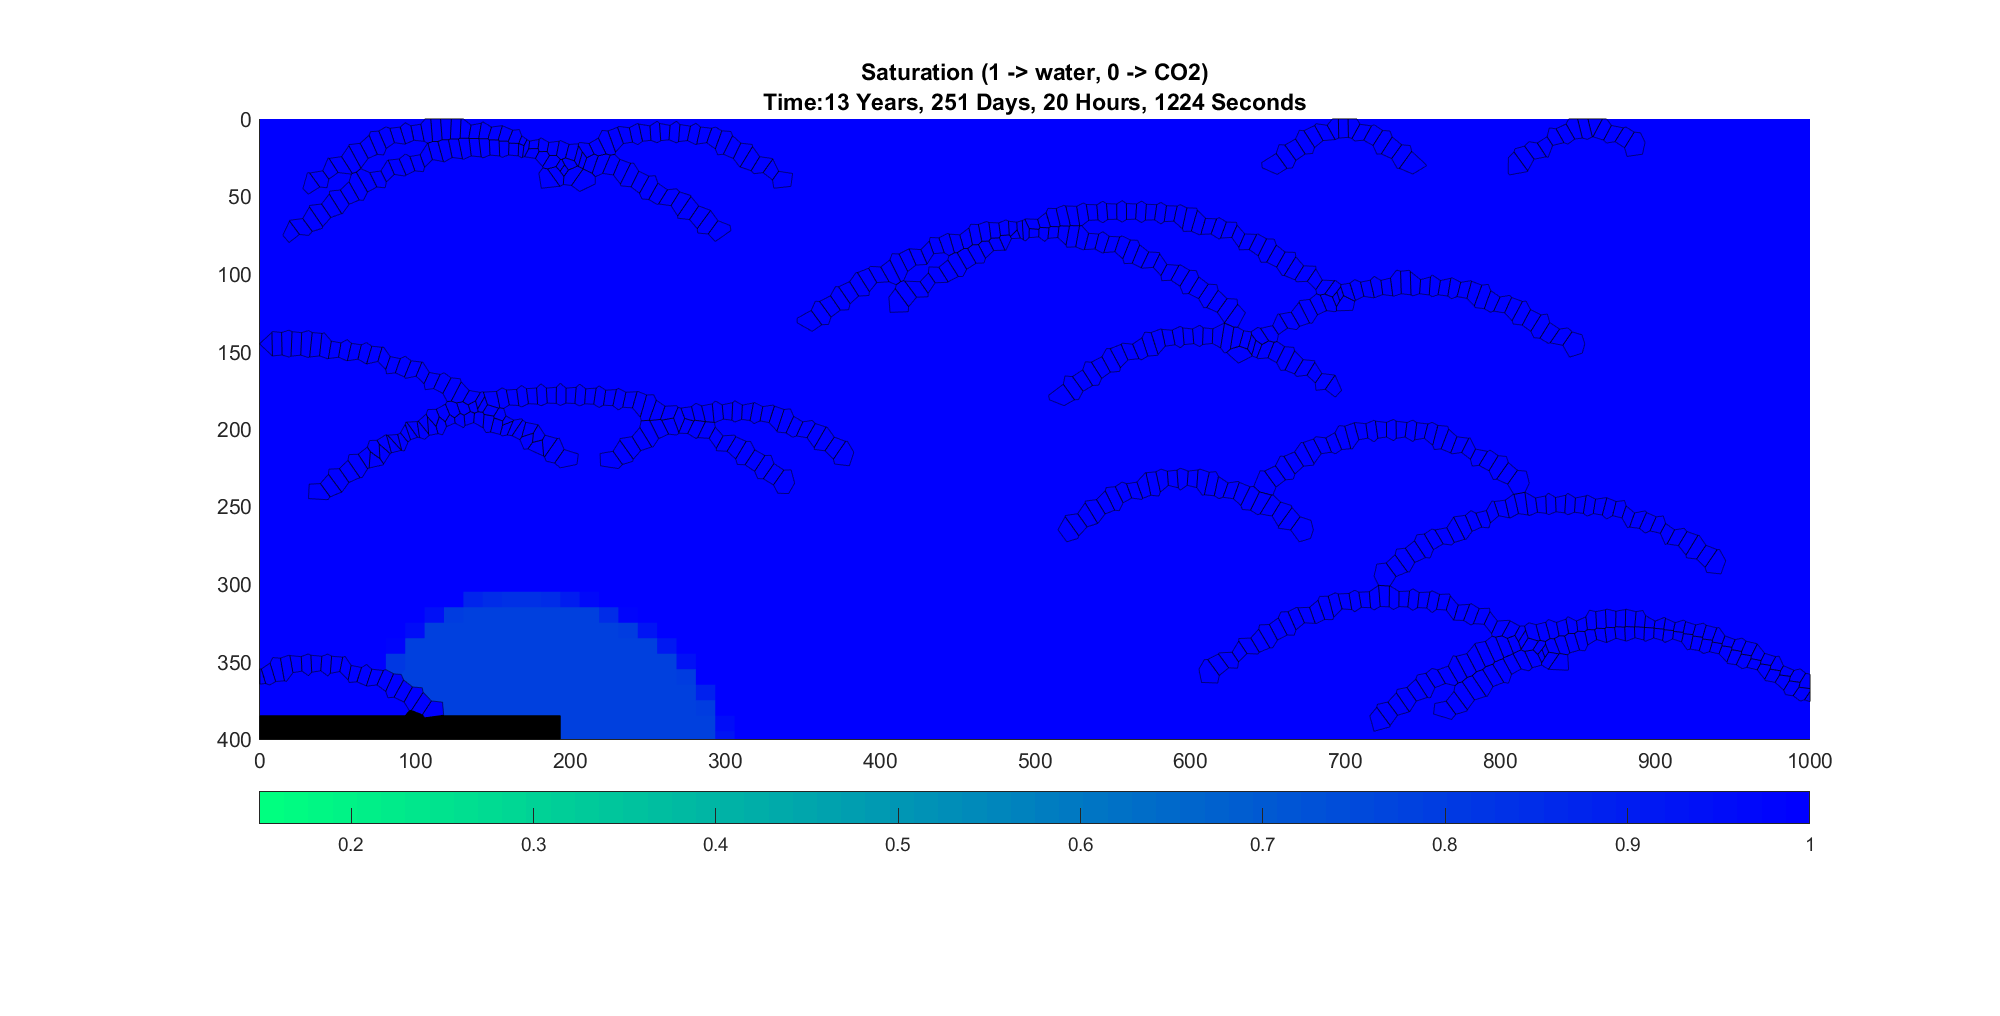 Saturation (1 -> water, 0 -> CO2)
Time:13 Years, 251 Days, 20 Hours, 1224 Seconds
0
50
100
150
200
250
300
350
400
0 100 200 300 400 500 600 700 800 900 1000
0.2 0.3 0.4 0.5 0.6 0.7 0.8 0.9 1